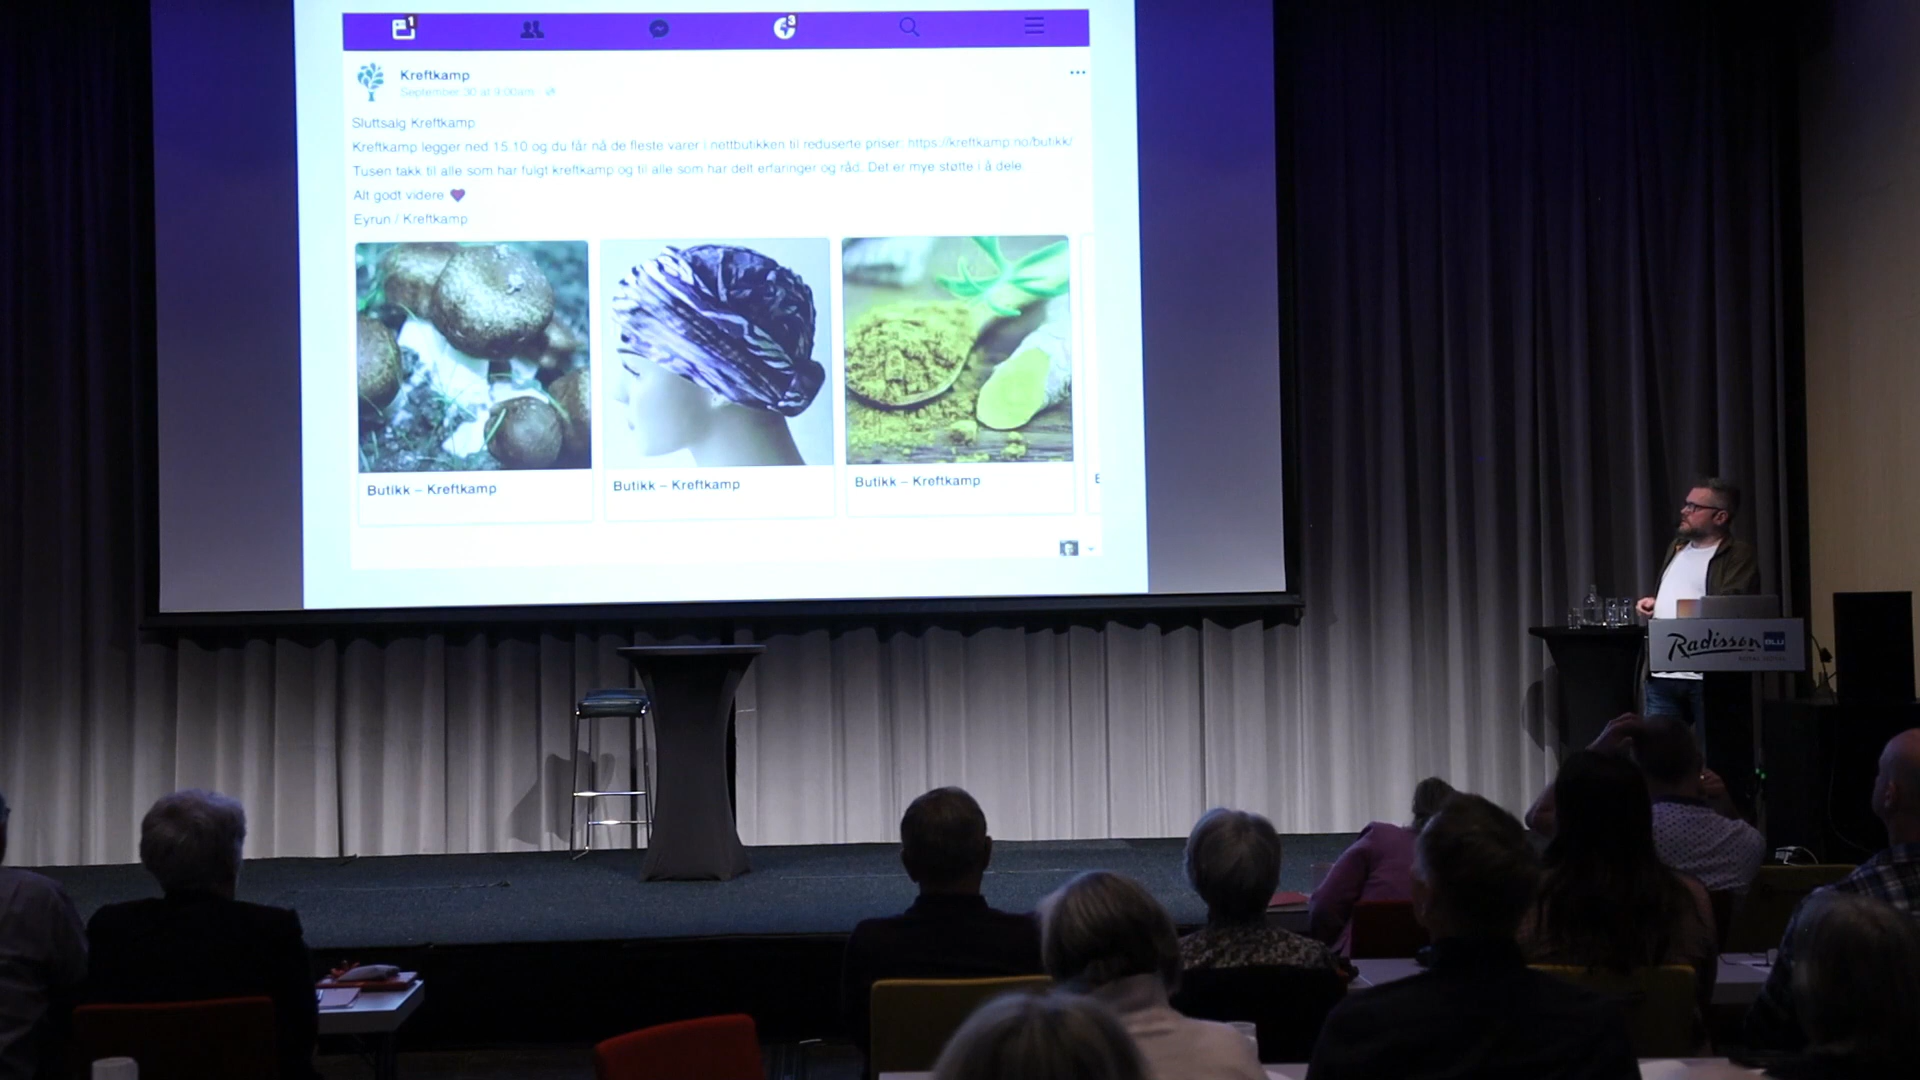 1
3
Kreftkamp
September 30 at 9:00am
Sluttsalg Kreftkamp
Kreftkamp legger ned 15.10 og du får nå de fleste varer i nettbutikken til reduserte priser: https://kreftkamp.no/butikk/
Tusen takk til alle som har fulgt kreftkamp og til alle som har delt erfaringer og råd. Det er mye støtte i å dele.
Alt godt videre
Eyrun / Kreftkamp
Butikk – Kreftkamp
Butikk – Kreftkamp
Butikk – Kreftkamp
Radisson BLU